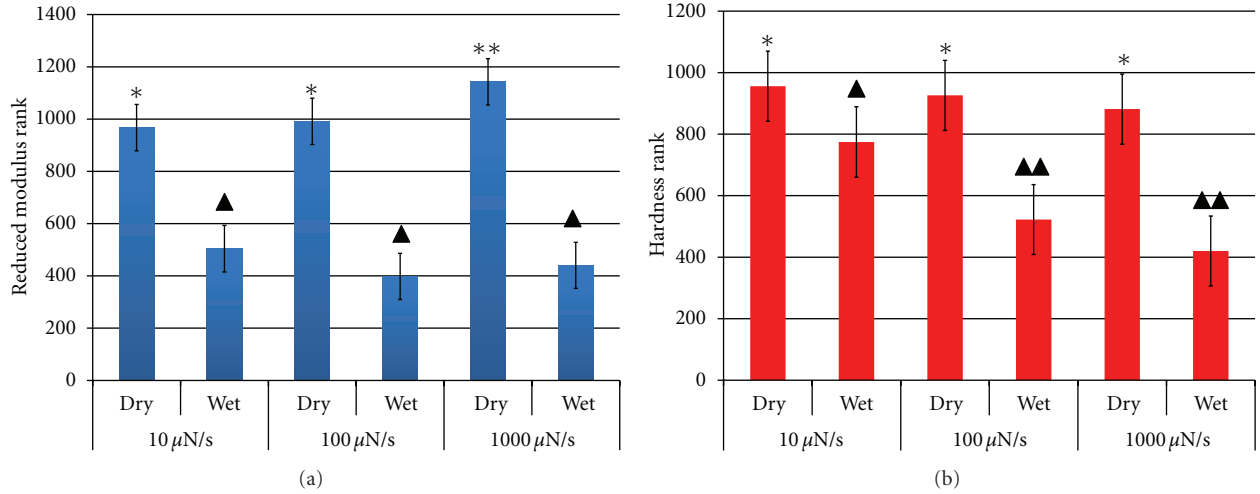 Reduced modulus rank
1400
1200
1000
800
600
400
200
0
* ▲ * ▲ ** ▲
Dry Wet Dry Wet Dry Wet
10 μN/s 100 μN/s 1000 μN/s
(a)
Hardness rank
1200
1000
800
600
400
200
0
* ▲ * ▲▲ * ▲▲
Dry Wet Dry Wet Dry Wet
10 μN/s 100 μN/s 1000 μN/s
(b)